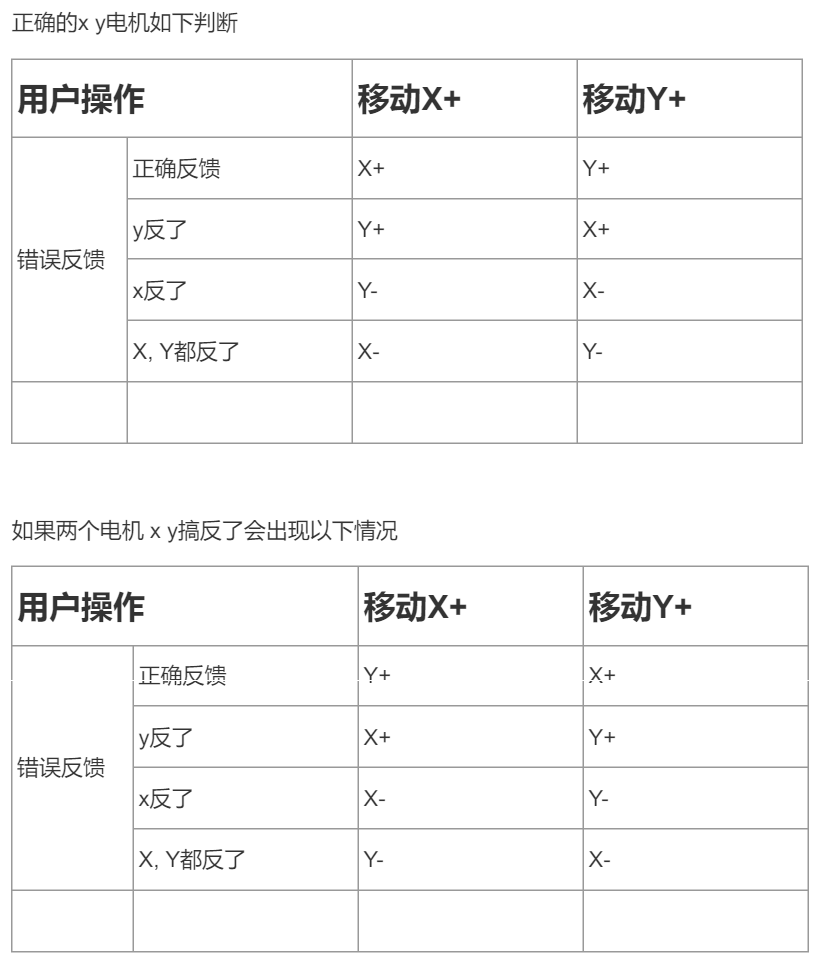 正确的x y电机如下判断
用户操作 移动X+ 移动Y+
正确反馈 X+ Y+
y反了 Y+ X+
错误反馈
x反了 Y- X-
X, Y都反了 X- Y-
如果两个电机 x y搞反了会出现以下情况
用户操作 移动X+ 移动Y+
正确反馈 Y+ X+
y反了 X+ Y+
错误反馈
x反了 X- Y-
X, Y都反了 Y- X-